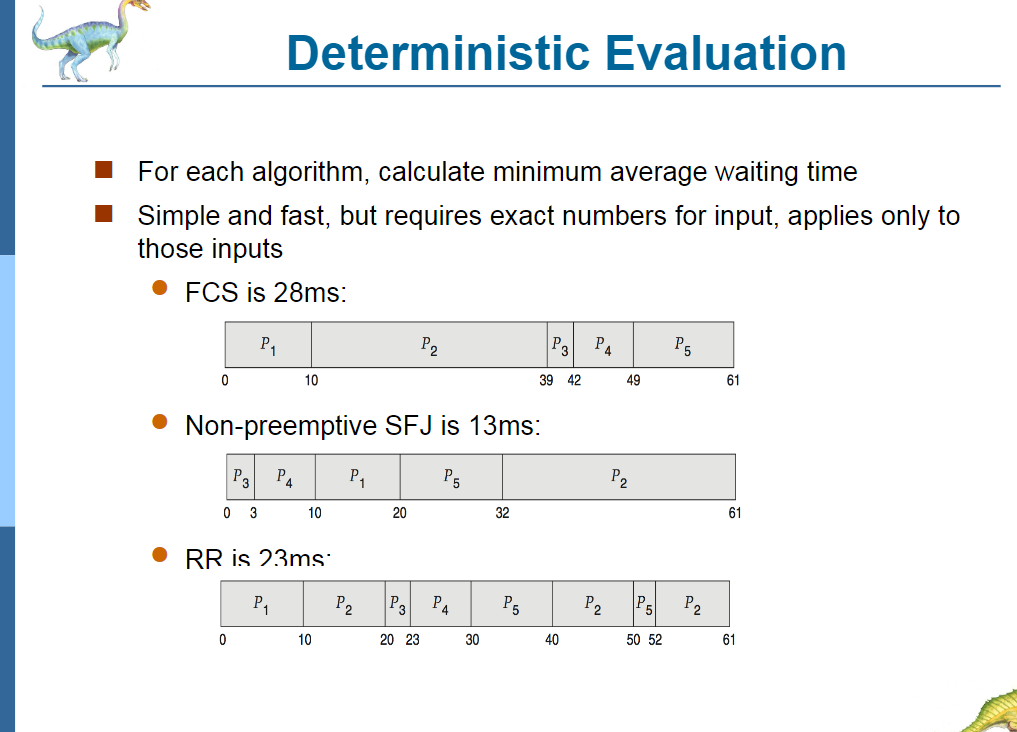 Deterministic Evaluation
For each algorithm, calculate minimum average waiting time
Simple and fast, but requires exact numbers for input, applies only to
those inputs
FCS is 28ms:
P1 P2 P3 P4 P5
0 10 39 42 49 61
Non-preemptive SFJ is 13ms:
P3 P4 P1 P5 P2
0 3 10 20 32 61
RR is 23ms:
P1 P2 P3 P4 P5 P2 P5 P2
0 10 20 23 30 40 50 52 61